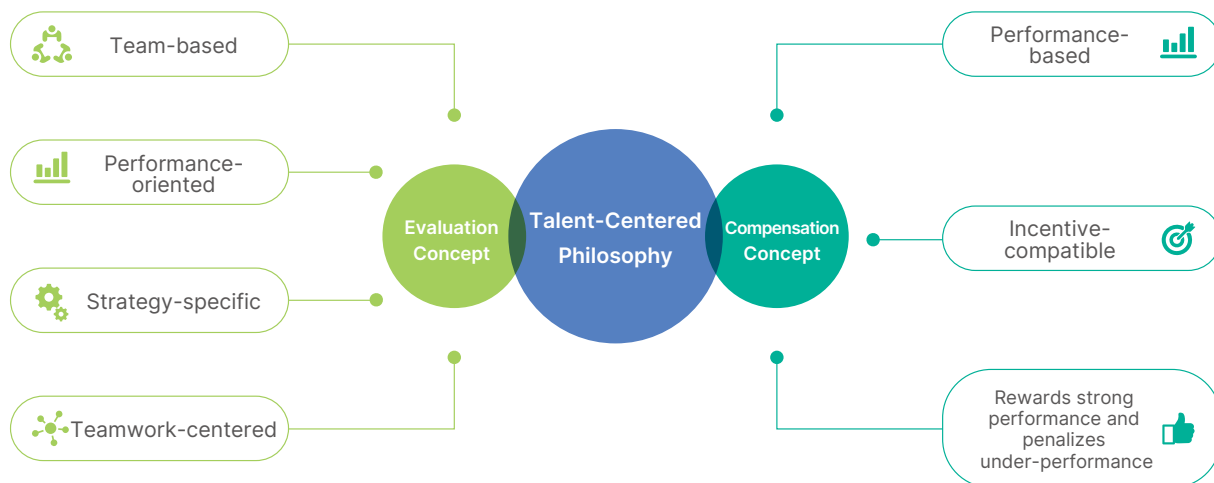 Team-based
Performance-
oriented
Strategy-specific
Teamwork-centered
Evaluation
Concept
Talent-Centered
Philosophy
Compensation
Concept
Performance-
based
Incentive-
compatible
Rewards strong
performance and
penalizes
under-performance